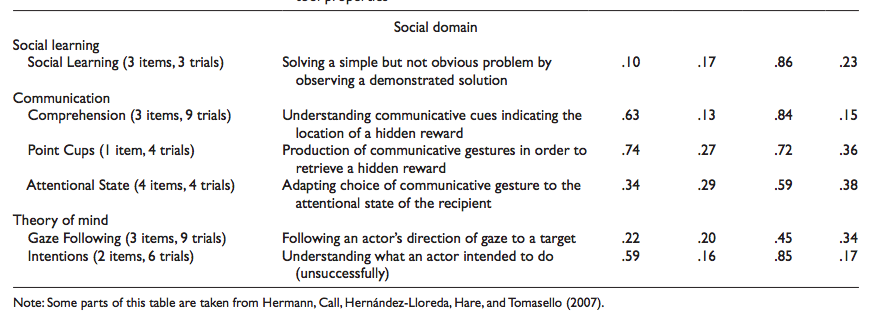 tool properties
Social domain
Social learning
Social Learning (3 items, 3 trials) Solving a simple but not obvious problem by .10 .17 .86 .23
observing a demonstrated solution
Communication
Comprehension (3 items, 9 trials) Understanding communicative cues indicating the .63 .13 .84 .15
location of a hidden reward
Point Cups (1 item, 4 trials) Production of communicative gestures in order to .74 .27 .72 .36
retrieve a hidden reward
Attentional State (4 items, 4 trials) Adapting choice of communicative gesture to the .34 .29 .59 .38
attentional state of the recipient
Theory of mind
Gaze Following (3 items, 9 trials) Following an actor’s direction of gaze to a target .22 .20 .45 .34
Intentions (2 items, 6 trials) Understanding what an actor intended to do .59 .16 .85 .17
(unsuccessfully)
Note: Some parts of this table are taken from Hermann, Call, Hernández-Lloreda, Hare, and Tomasello (2007).